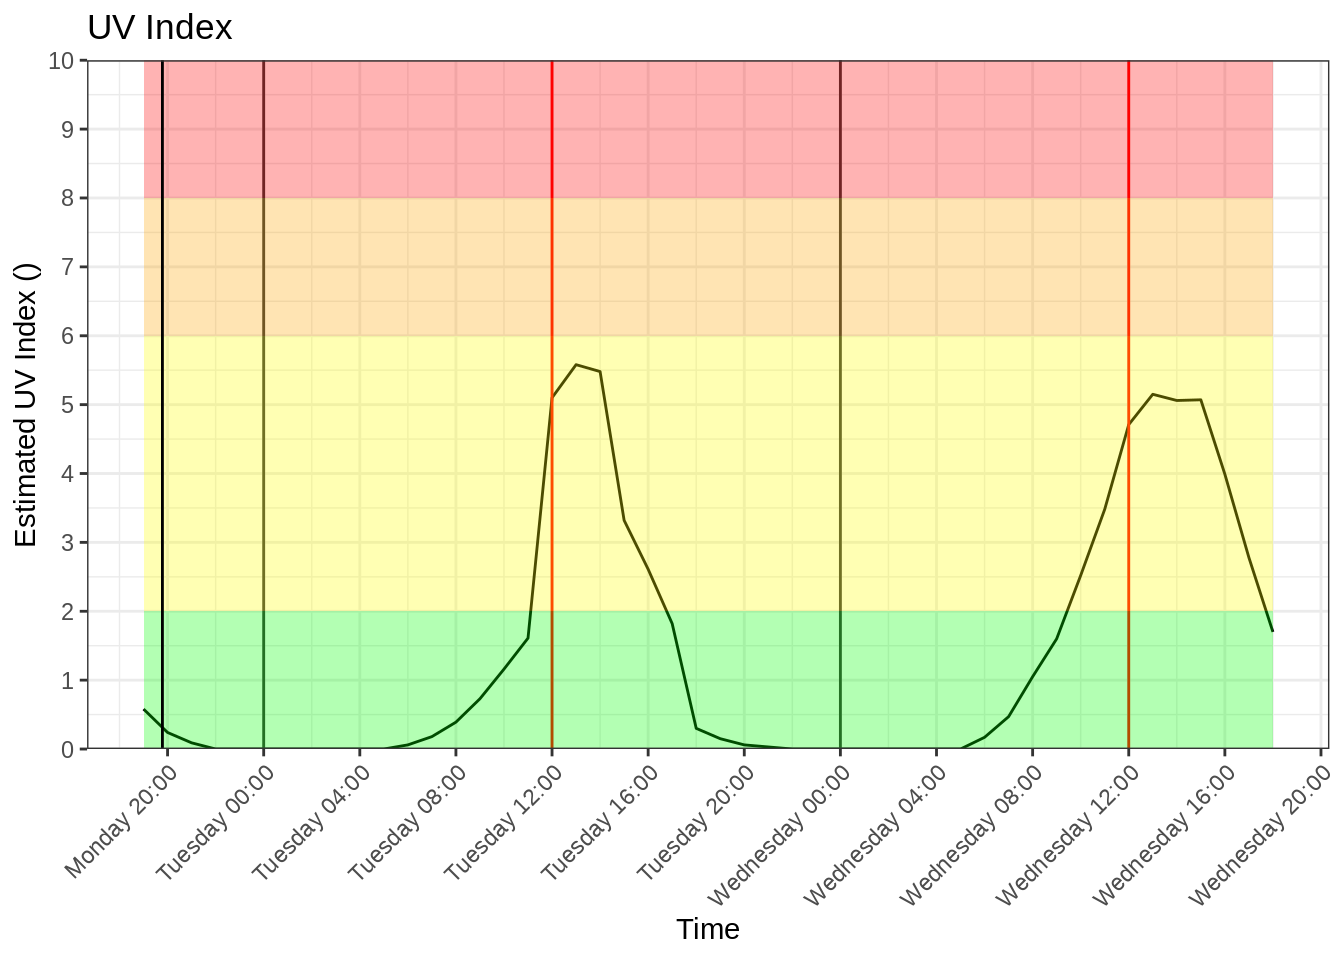 UV Index
Estimated UV Index ()
10
9
8
7
6
5
4
3
2
1
0
Monday 20:00
Tuesday 00:00
Tuesday 04:00
Tuesday 08:00
Tuesday 12:00
Tuesday 16:00
Tuesday 20:00
Wednesday 00:00
Wednesday 04:00
Wednesday 08:00
Wednesday 12:00
Wednesday 16:00
Wednesday 20:00
Time